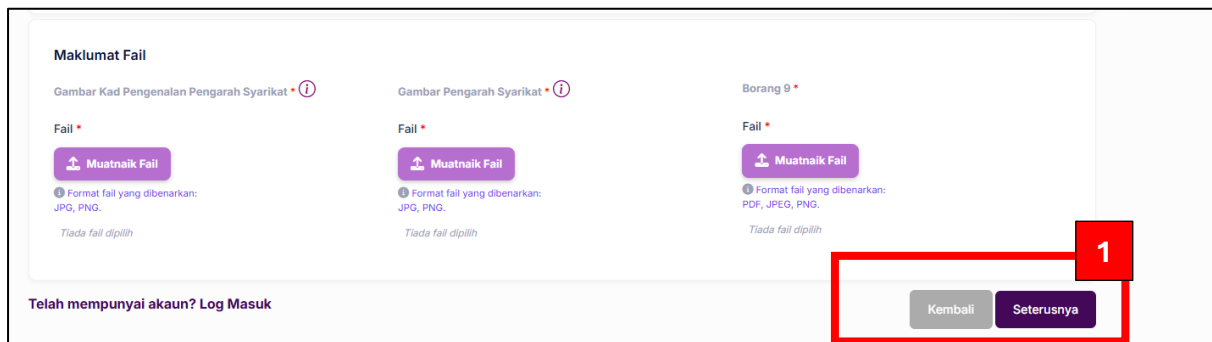 Maklumat Fail
Gambar Kad Pengenalan Pengarah Syarikat * i
Gambar Pengarah Syarikat * i
Borang 9 *
Fail *
Fail *
Fail *
Muatnaik Fail
Muatnaik Fail
Muatnaik Fail
Format fail yang dibenarkan:
JPG, PNG.
Format fail yang dibenarkan:
JPG, PNG.
Format fail yang dibenarkan:
PDF, JPEG, PNG.
Tiada fail dipilih
Tiada fail dipilih
Tiada fail dipilih
1
Telah mempunyai akaun? Log Masuk
Kembali
Seterusnya